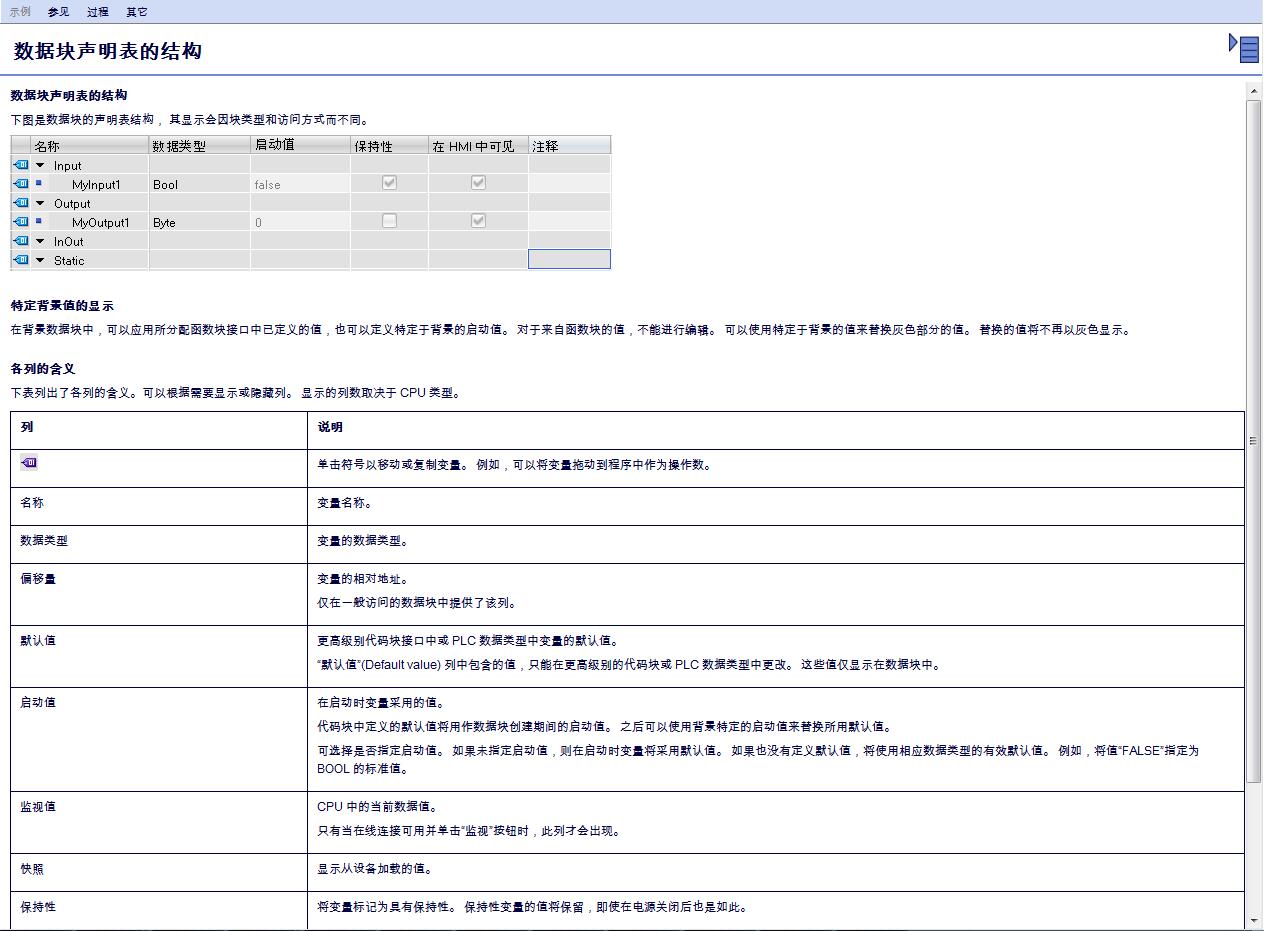 示例 参见 过程 其它
数据块声明表的结构
数据块声明表的结构
下图是数据块的声明表结构，其显示会因块类型和访问方式而不同。
名称 数据类型 启动值 保持性 在 HMI 中可见 注释
Input
MyInput1 Bool false
Output
MyOutput1 Byte 0
InOut
Static
特定背景值的显示
在背景数据块中，可以应用所分配函数块接口中已定义的值，也可以定义特定于背景的启动值。 对于来自函数块的值，不能进行编辑。 可以使用特定于背景的值来替换灰色部分的值。 替换的值将不再以灰色显示。
各列的含义
下表列出了各列的含义。可以根据需要显示或隐藏列。 显示的列数取决于 CPU 类型。
列 说明
单击符号以移动或复制变量。 例如，可以将变量拖动到程序中作为操作数。
名称 变量名称。
数据类型 变量的数据类型。
偏移量 变量的相对地址。
仅在一般访问的数据块中提供了该列。
默认值 更高级别代码块接口中或 PLC 数据类型中变量的默认值。
“默认值”(Default value) 列中包含的值，只能在更高级别的代码块或 PLC 数据类型中更改。 这些值仅显示在数据块中。
启动值 在启动时变量采用的值。
代码块中定义的默认值将用作数据块创建期间的启动值。 之后可以使用背景特定的启动值来替换所用默认值。
可选择是否指定启动值。 如果未指定启动值，则在启动时变量将采用默认值。 如果也没有定义默认值，将使用相应数据类型的有效默认值。 例如，将值“FALSE”指定为
BOOL 的标准值。
监视值 CPU 中的当前数据值。
只有当在线连接可用并单击“监视”按钮时，此列才会出现。
快照 显示从设备加载的值。
保持性 将变量标记为具有保持性。 保持性变量的值将保留，即使在电源关闭后也是如此。